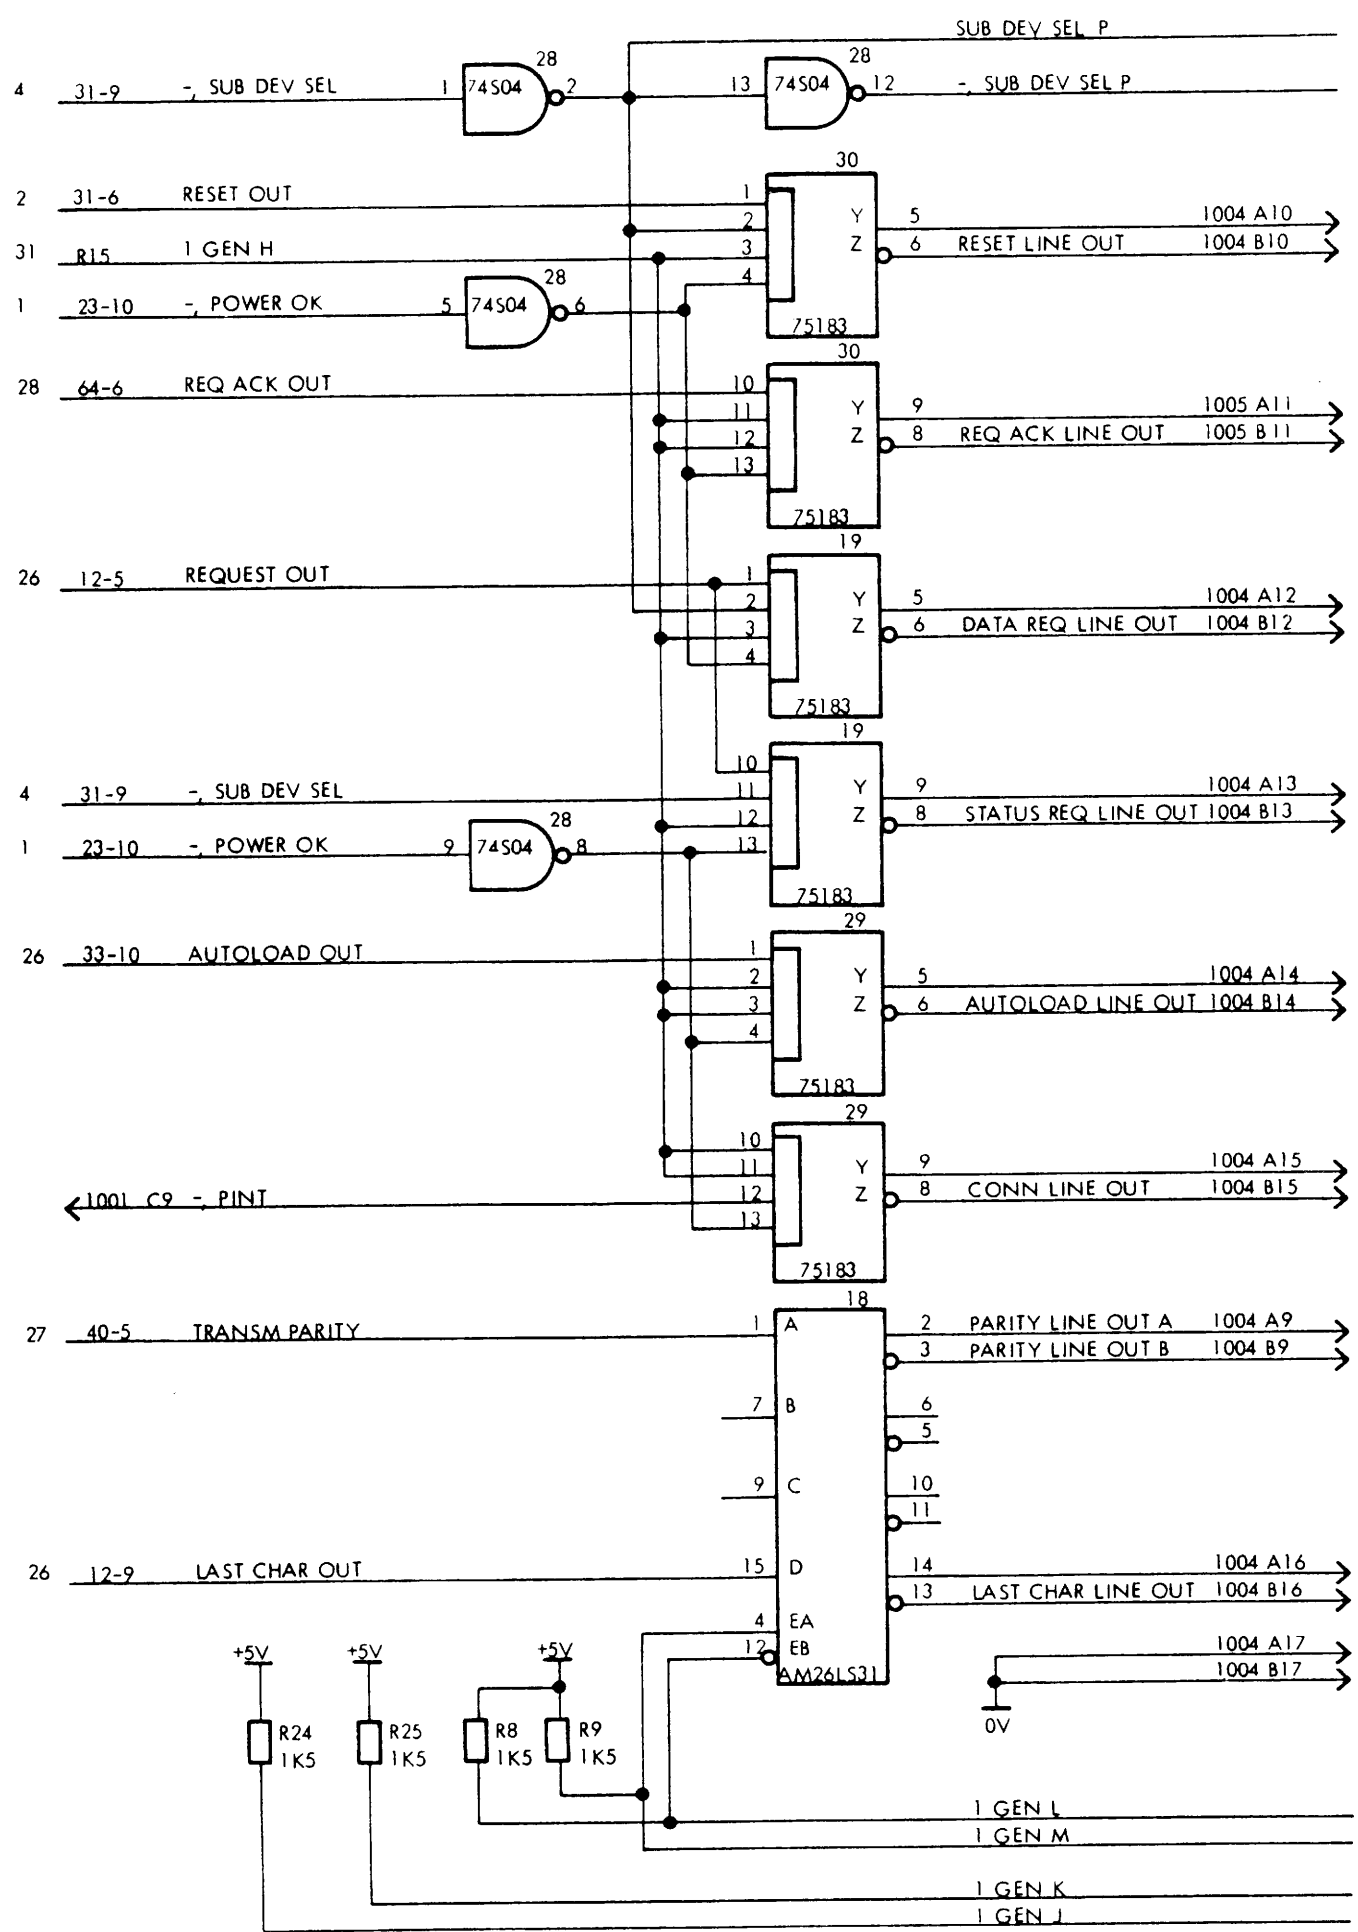 SUB DEV SEL P
28
28
4 31-9 -, SUB DEV SEL 1 74S04 2 13 74S04 12 -, SUB DEV SEL P
30
2 31-6 RESET OUT 1
2 Y 5 1004 A10
31 R15 1 GEN H 3 Z 6 RESET LINE OUT 1004 B10
28 4
1 23-10 -, POWER OK 5 74S04 6
75183
30
28 64-6 REQ ACK OUT 10
11 Y 9 1005 A11
12 Z 8 REQ ACK LINE OUT 1005 B11
13
75183
19
26 12-5 REQUEST OUT 1
2 Y 5 1004 A12
3 Z 6 DATA REQ LINE OUT 1004 B12
4
75183
19
10
4 31-9 -, SUB DEV SEL 11 Y 9 1004 A13
28 12 Z 8 STATUS REQ LINE OUT 1004 B13
1 23-10 -, POWER OK 9 74S04 8 13
75183
29
26 33-10 AUTOLOAD OUT 1
2 Y 5 1004 A14
3 Z 6 AUTOLOAD LINE OUT 1004 B14
4
75183
29
10
11 Y 9 1004 A15
1001 C9 -, PINT 12 Z 8 CONN LINE OUT 1004 B15
13
75183
18
27 40-5 TRANSM PARITY 1 A 2 PARITY LINE OUT A 1004 A9
3 PARITY LINE OUT B 1004 B9
7 B 6
5
9 C 10
11
26 12-9 LAST CHAR OUT 15 D 14 1004 A16
13 LAST CHAR LINE OUT 1004 B16
4 EA
+5V +5V +5V 12 EB 1004 A17
AM26LS31 1004 B17
0V
R24 R25 R8 R9
1K5 1K5 1K5 1K5
1 GEN L
1 GEN M
1 GEN K
1 GEN J